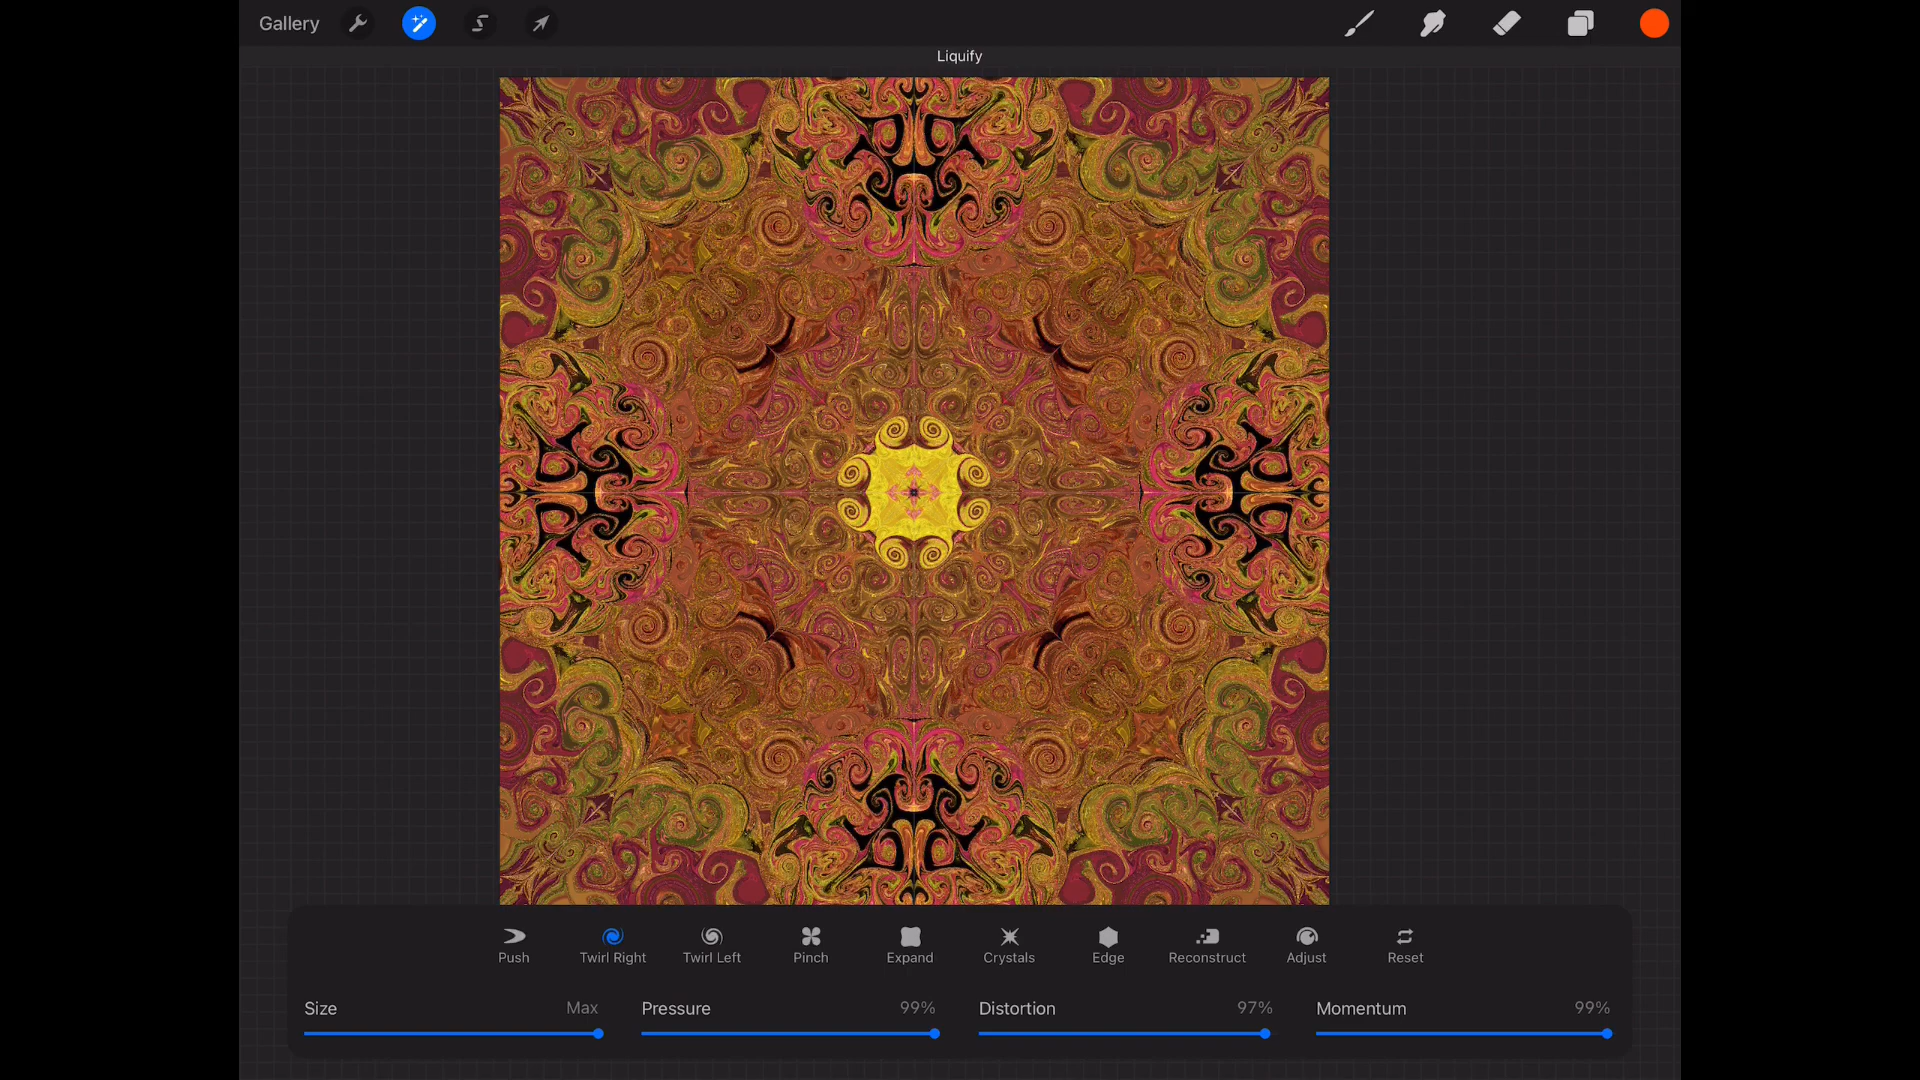 Gallery
Liquify
Push Twirl Right Twirl Left Pinch Expand Crystals Edge Reconstruct Adjust Reset
Size Max Pressure 99% Distortion 97% Momentum 99%